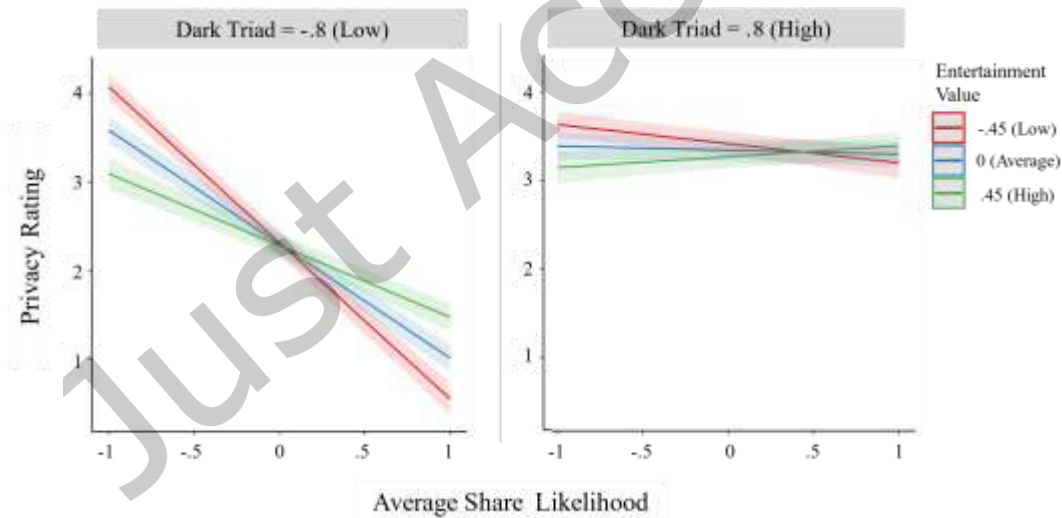 Dark Triad = -.8 (Low)
Dark Triad = .8 (High)
Entertainment
Value
-.45 (Low)
0 (Average)
.45 (High)
Privacy Rating
4
3
2
1
4
3
2
1
-1
-.5
0
.5
1
-1
-.5
0
.5
1
Average Share Likelihood
Just Acc